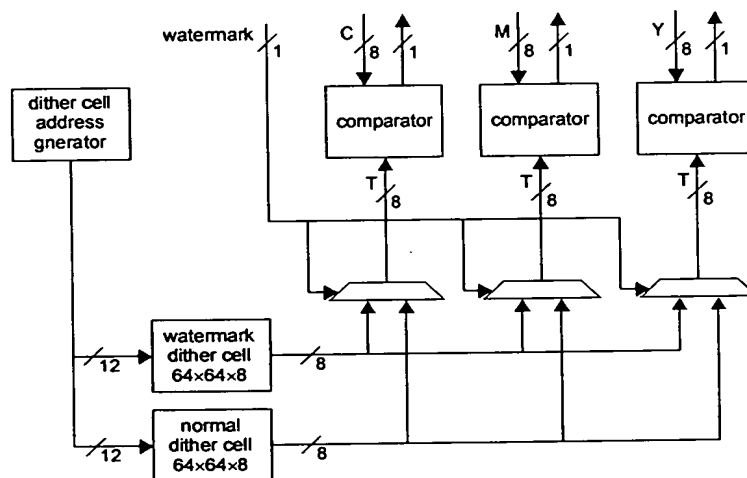 watermark 1 C 8 1 M 8 1 Y 8 1
dither cell
address
gnerator
comparator comparator comparator
T 8 T 8 T 8
watermark
dither cell
64×64×8
12 8
normal
dither cell
64×64×8
12 8